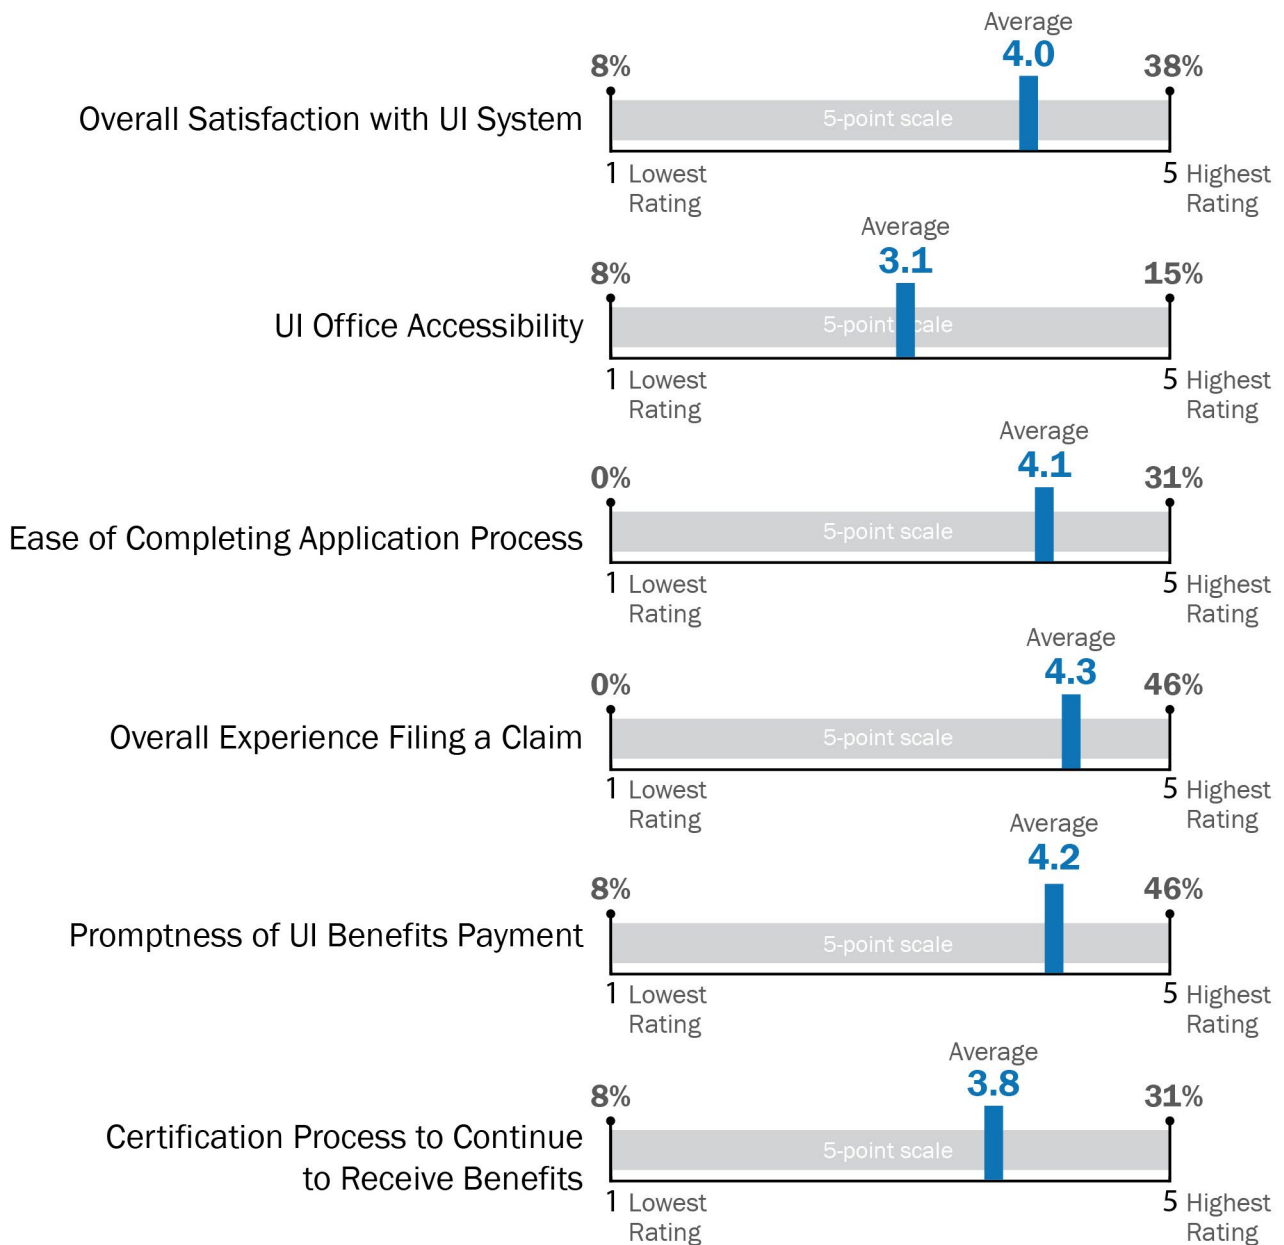 Average
4.0
8%
38%
Overall Satisfaction with UI System
5-point scale
1 Lowest
Rating
5 Highest
Rating
Average
3.1
8%
15%
UI Office Accessibility
5-point scale
1 Lowest
Rating
5 Highest
Rating
Average
4.1
0%
31%
Ease of Completing Application Process
5-point scale
1 Lowest
Rating
5 Highest
Rating
Average
4.3
0%
46%
Overall Experience Filing a Claim
5-point scale
1 Lowest
Rating
5 Highest
Rating
Average
4.2
8%
46%
Promptness of UI Benefits Payment
5-point scale
1 Lowest
Rating
5 Highest
Rating
Average
3.8
8%
31%
Certification Process to Continue
to Receive Benefits
5-point scale
1 Lowest
Rating
5 Highest
Rating